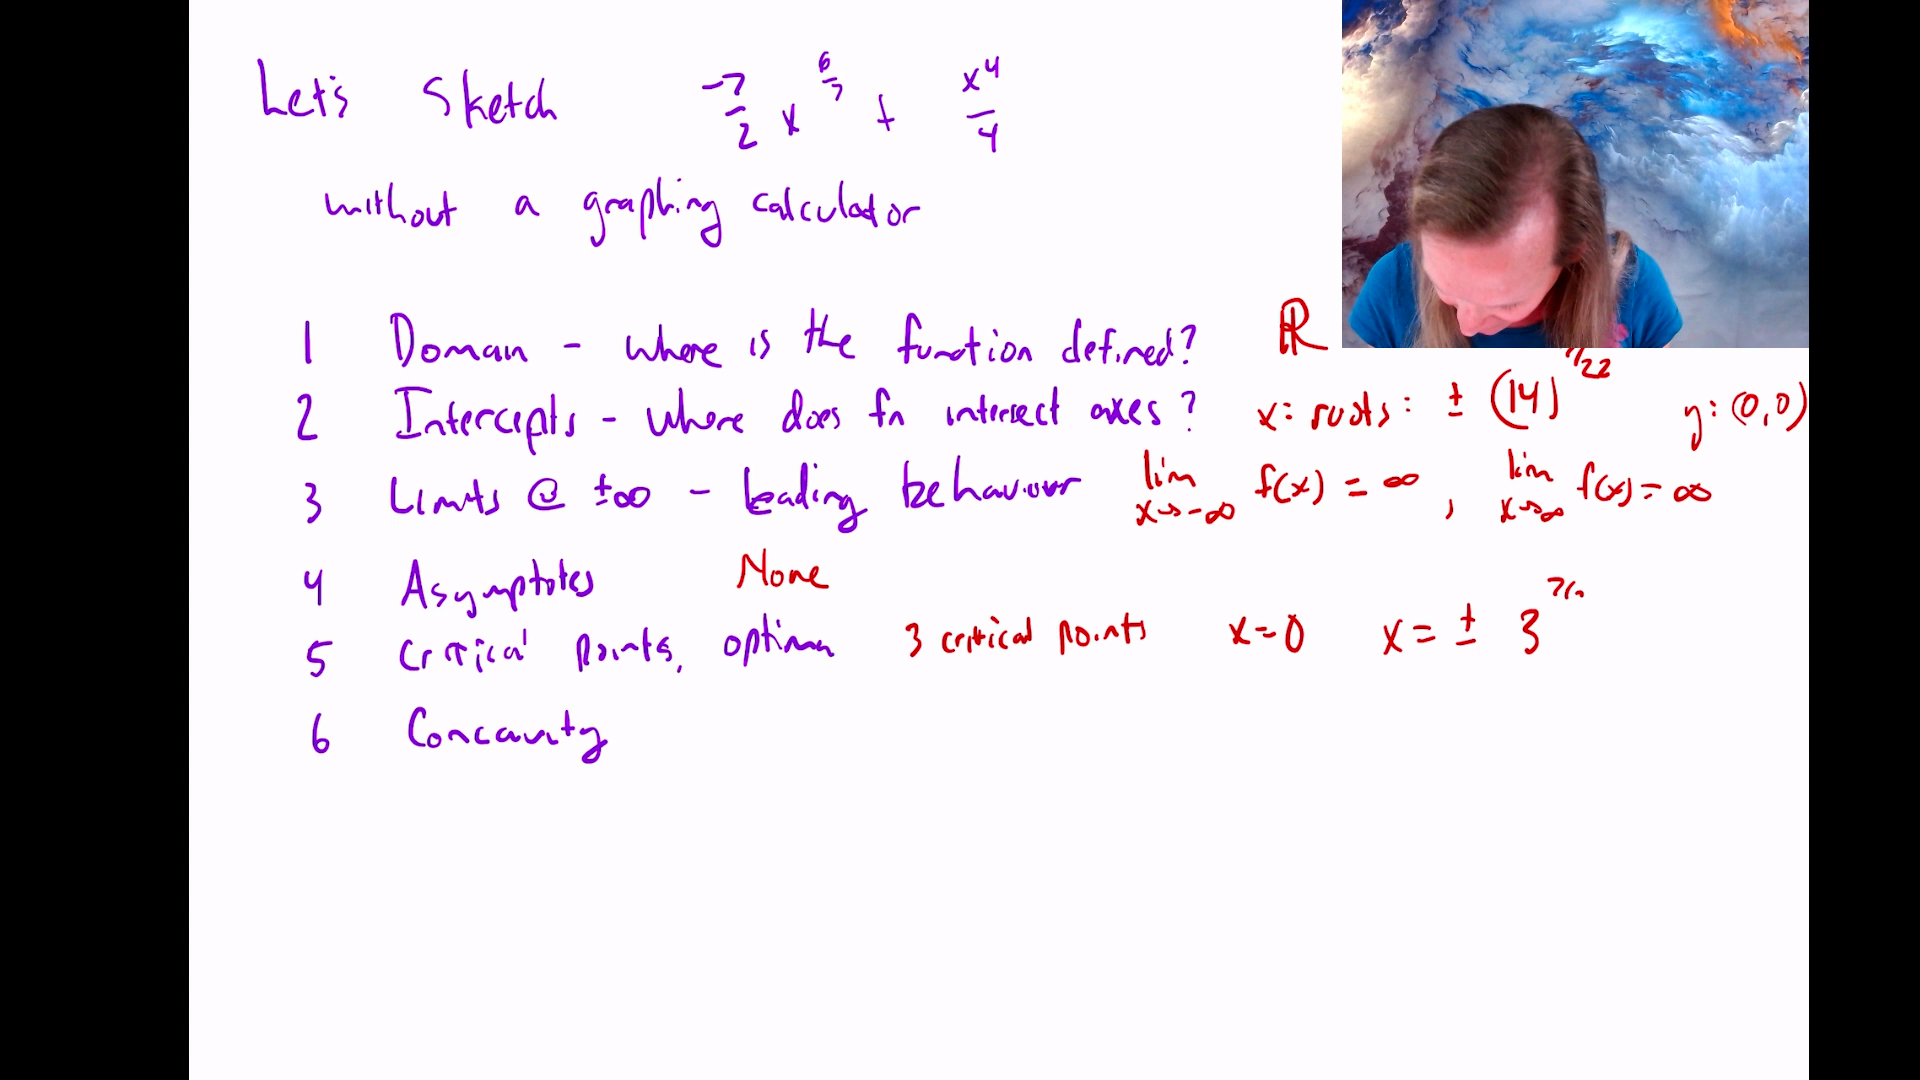 Let's Sketch -7/2 x^6/7 + x^4/4
without a graphing calculator
1 Doman - where is the function defined? ℝ
2 Intercepts - where does fn intersect axes? x: roots: ± (14)^7/22 y: (0,0)
3 Limits @ ±∞ - leading behaviour lim x→-∞ f(x) = ∞, lim x→∞ f(x) = ∞
4 Asymptotes None
5 Critical points, optima 3 critical points x=0 x = ± 3
6 Concavity